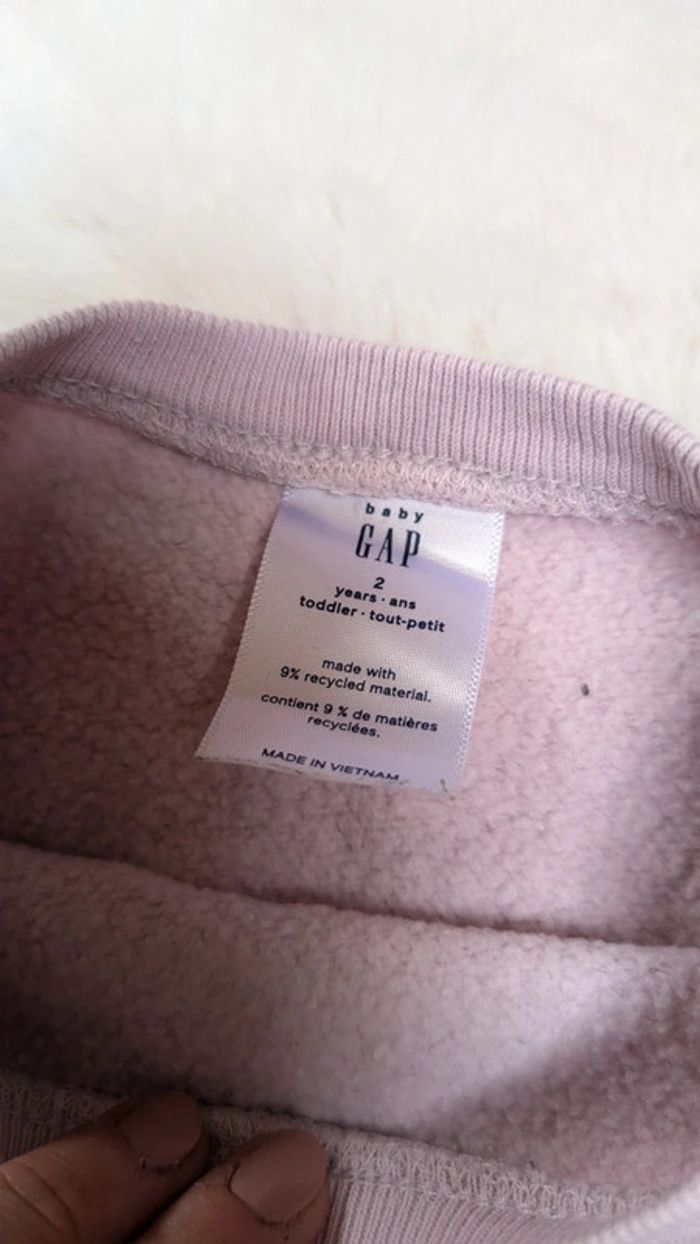 baby
GAP
2
years · ans
toddler · tout-petit
made with
9% recycled material.
contient 9 % de matières
recyclées.
MADE IN VIETNAM